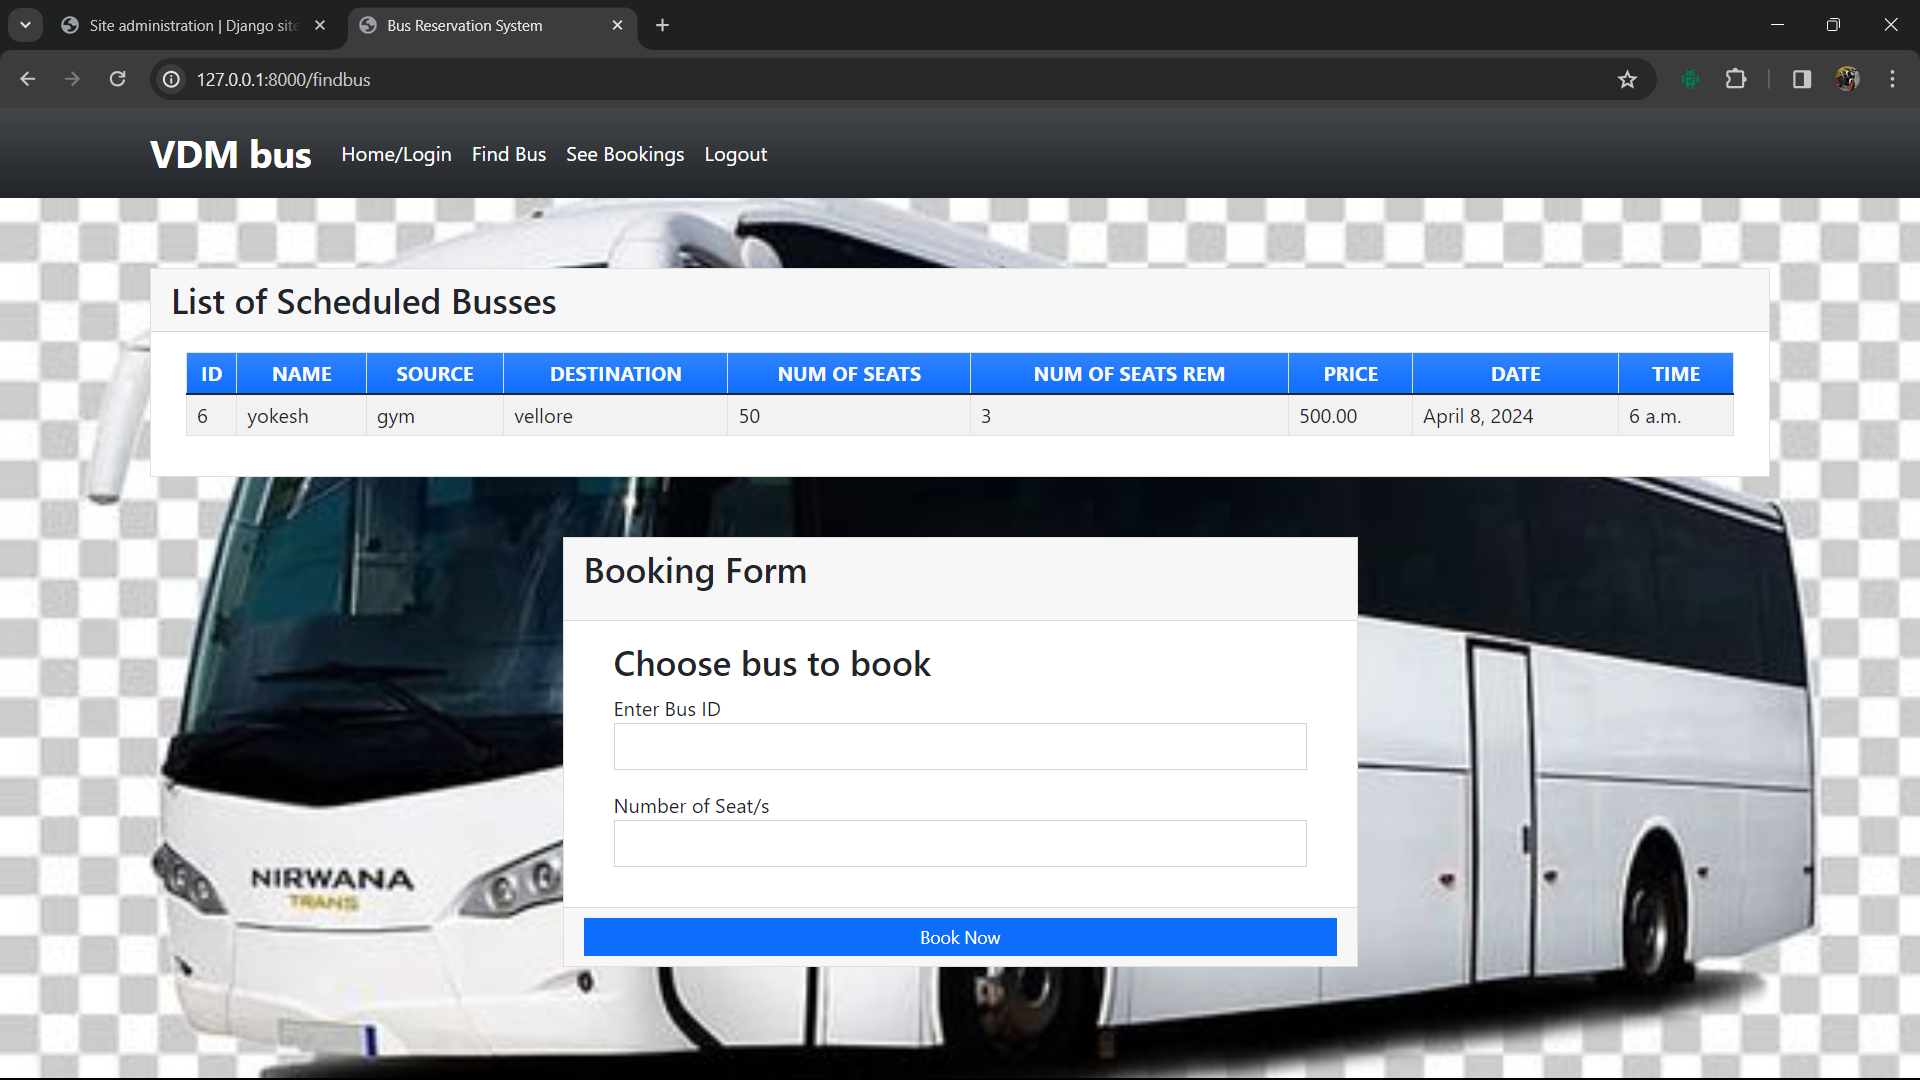 Site administration | Django site
Bus Reservation System
127.0.0.1:8000/findbus
VDM bus Home/Login Find Bus See Bookings Logout
List of Scheduled Busses
ID NAME SOURCE DESTINATION NUM OF SEATS NUM OF SEATS REM PRICE DATE TIME
6 yokesh gym vellore 50 3 500.00 April 8, 2024 6 a.m.
Booking Form
Choose bus to book
Enter Bus ID
Number of Seat/s
NIRWANA
TRANS
Book Now